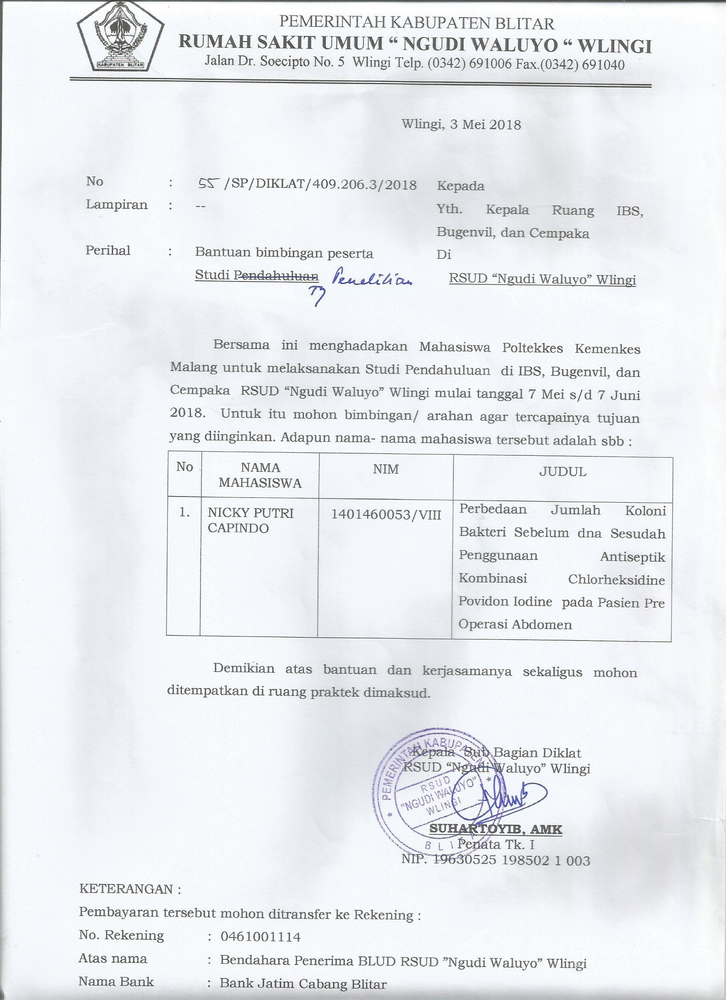 PEMERINTAH KABUPATEN BLITAR
RUMAH SAKIT UMUM “ NGUDI WALUYO “ WLINGI
Jalan Dr. Soecipto No. 5 Wlingi Telp. (0342) 691006 Fax.(0342) 691040
KABUPATEN BLITAR
Wlingi, 3 Mei 2018
No : 55 /SP/DIKLAT/409.206.3/2018 Kepada
Lampiran : -- Yth. Kepala Ruang IBS,
Bugenvil, dan Cempaka
Perihal : Bantuan bimbingan peserta Di
Studi Pendahuluan Penelitian RSUD “Ngudi Waluyo” Wlingi
Bersama ini menghadapkan Mahasiswa Poltekkes Kemenkes
Malang untuk melaksanakan Studi Pendahuluan di IBS, Bugenvil, dan
Cempaka RSUD “Ngudi Waluyo” Wlingi mulai tanggal 7 Mei s/d 7 Juni
2018. Untuk itu mohon bimbingan/ arahan agar tercapainya tujuan
yang diinginkan. Adapun nama- nama mahasiswa tersebut adalah sbb :
No NAMA MAHASISWA NIM JUDUL
1. NICKY PUTRI CAPINDO 1401460053/VIII Perbedaan Jumlah Koloni
Bakteri Sebelum dna Sesudah
Penggunaan Antiseptik
Kombinasi Chlorheksidine
Povidon Iodine pada Pasien Pre
Operasi Abdomen
Demikian atas bantuan dan kerjasamanya sekaligus mohon
ditempatkan di ruang praktek dimaksud.
Kepala Sub Bagian Diklat
RSUD “Ngudi Waluyo” Wlingi
PEMERINTAH KABUPATEN
RSUD
"NGUDI WALUYO"
WLINGI
BLITAR
SUHARTOYIB, AMK
Penata Tk. I
NIP. 19630525 198502 1 003
KETERANGAN :
Pembayaran tersebut mohon ditransfer ke Rekening :
No. Rekening : 0461001114
Atas nama : Bendahara Penerima BLUD RSUD ”Ngudi Waluyo” Wlingi
Nama Bank : Bank Jatim Cabang Blitar